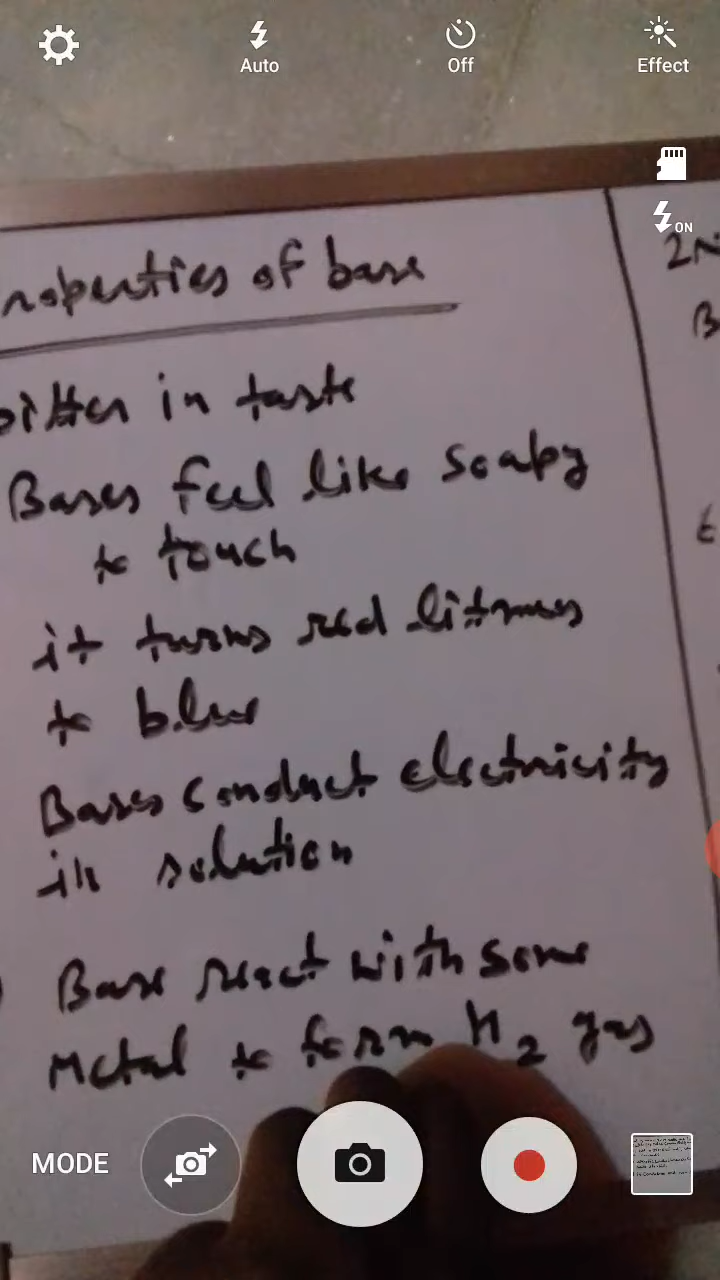 Auto
Off
Effect
ON
roperties of base
bitter in taste
Bases feel like soapy
to touch
it turns red litmus
to blue
Bases conduct electricity
in solution
Base react with some
Metal to form H2 gas
MODE